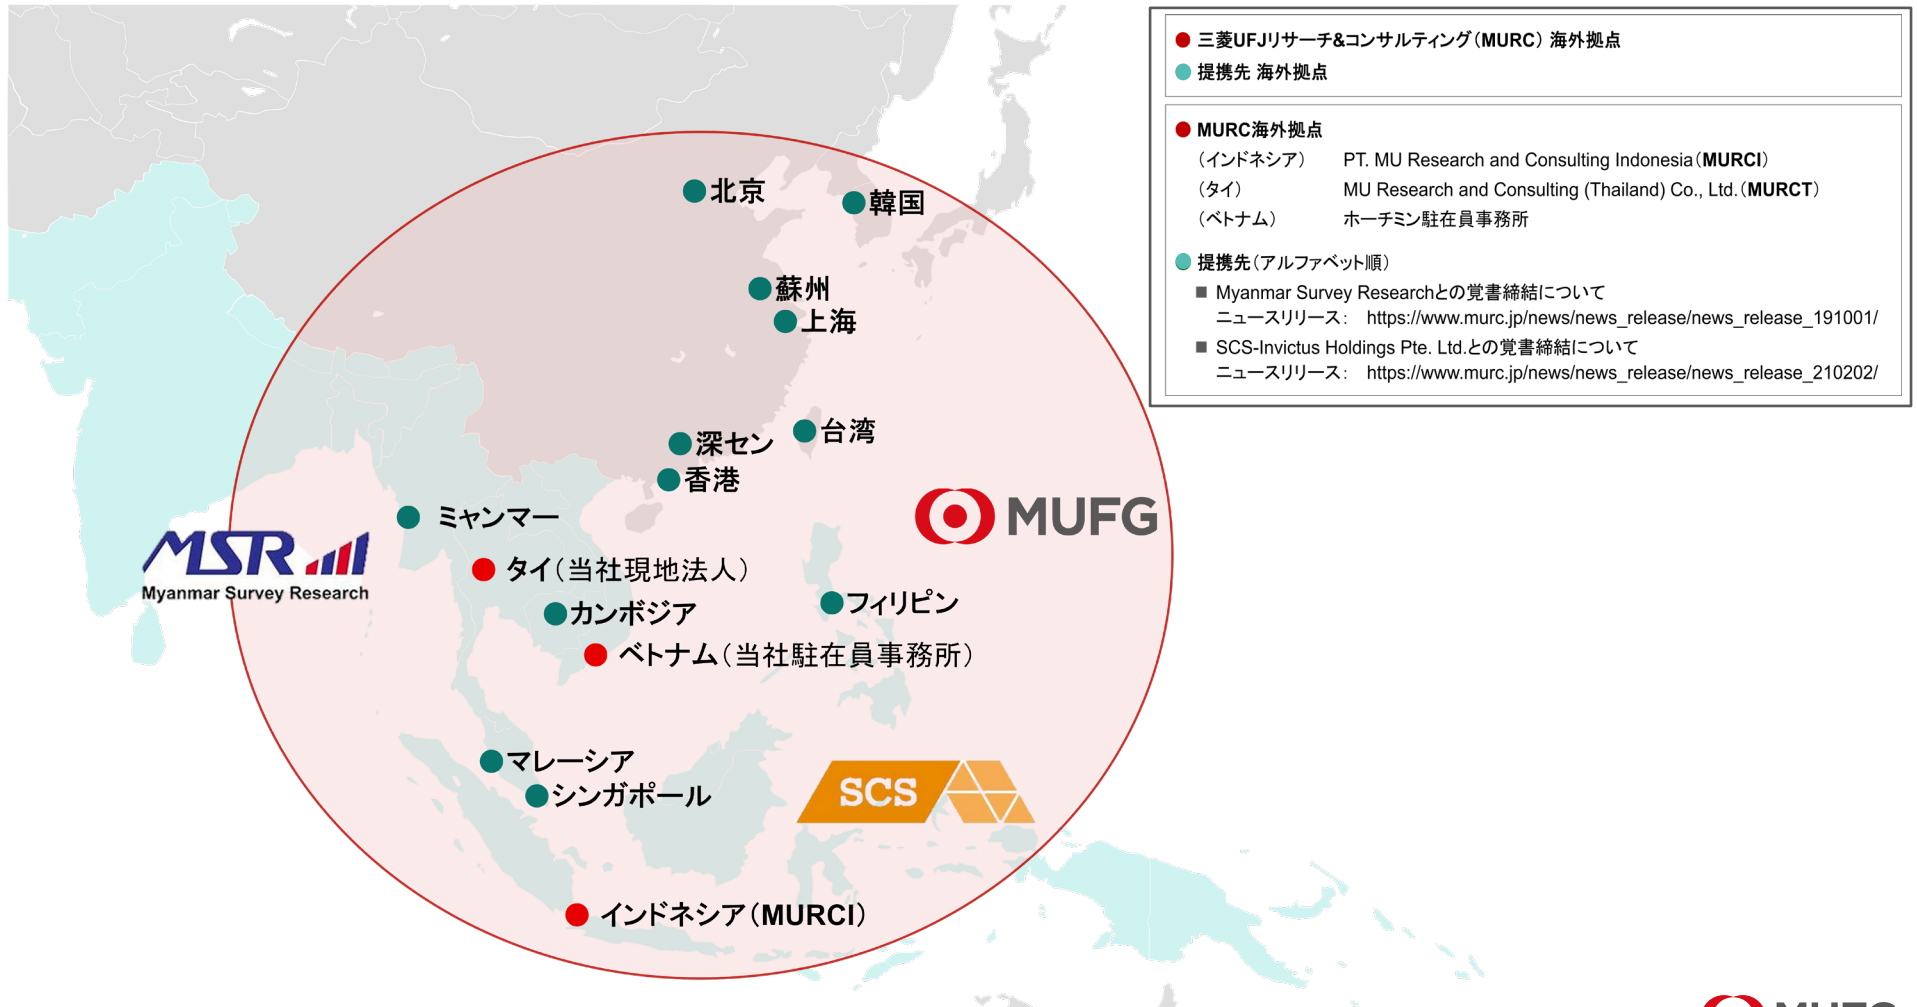 三菱UFJリサーチ&コンサルティング(MURC) 海外拠点
提携先 海外拠点
MURC海外拠点
(インドネシア) PT. MU Research and Consulting Indonesia(MURCI)
(タイ) MU Research and Consulting (Thailand) Co., Ltd.(MURCT)
(ベトナム) ホーチミン駐在員事務所
提携先(アルファベット順)
■ Myanmar Survey Researchとの覚書締結について
ニュースリリース: https://www.murc.jp/news/news_release/news_release_191001/
■ SCS-Invictus Holdings Pte. Ltd.との覚書締結について
ニュースリリース: https://www.murc.jp/news/news_release/news_release_210202/
北京
韓国
蘇州
上海
台湾
深セン
香港
MUFG
ミャンマー
MSR
Myanmar Survey Research
タイ(当社現地法人)
カンボジア
フィリピン
ベトナム(当社駐在員事務所)
マレーシア
シンガポール
SCS
インドネシア(MURCI)
MUFG